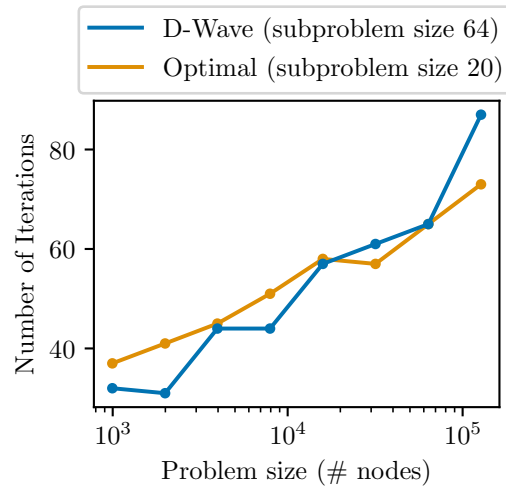 D-Wave (subproblem size 64)
Optimal (subproblem size 20)
80
60
40
Number of Iterations
10³
10⁴
10⁵
Problem size (# nodes)